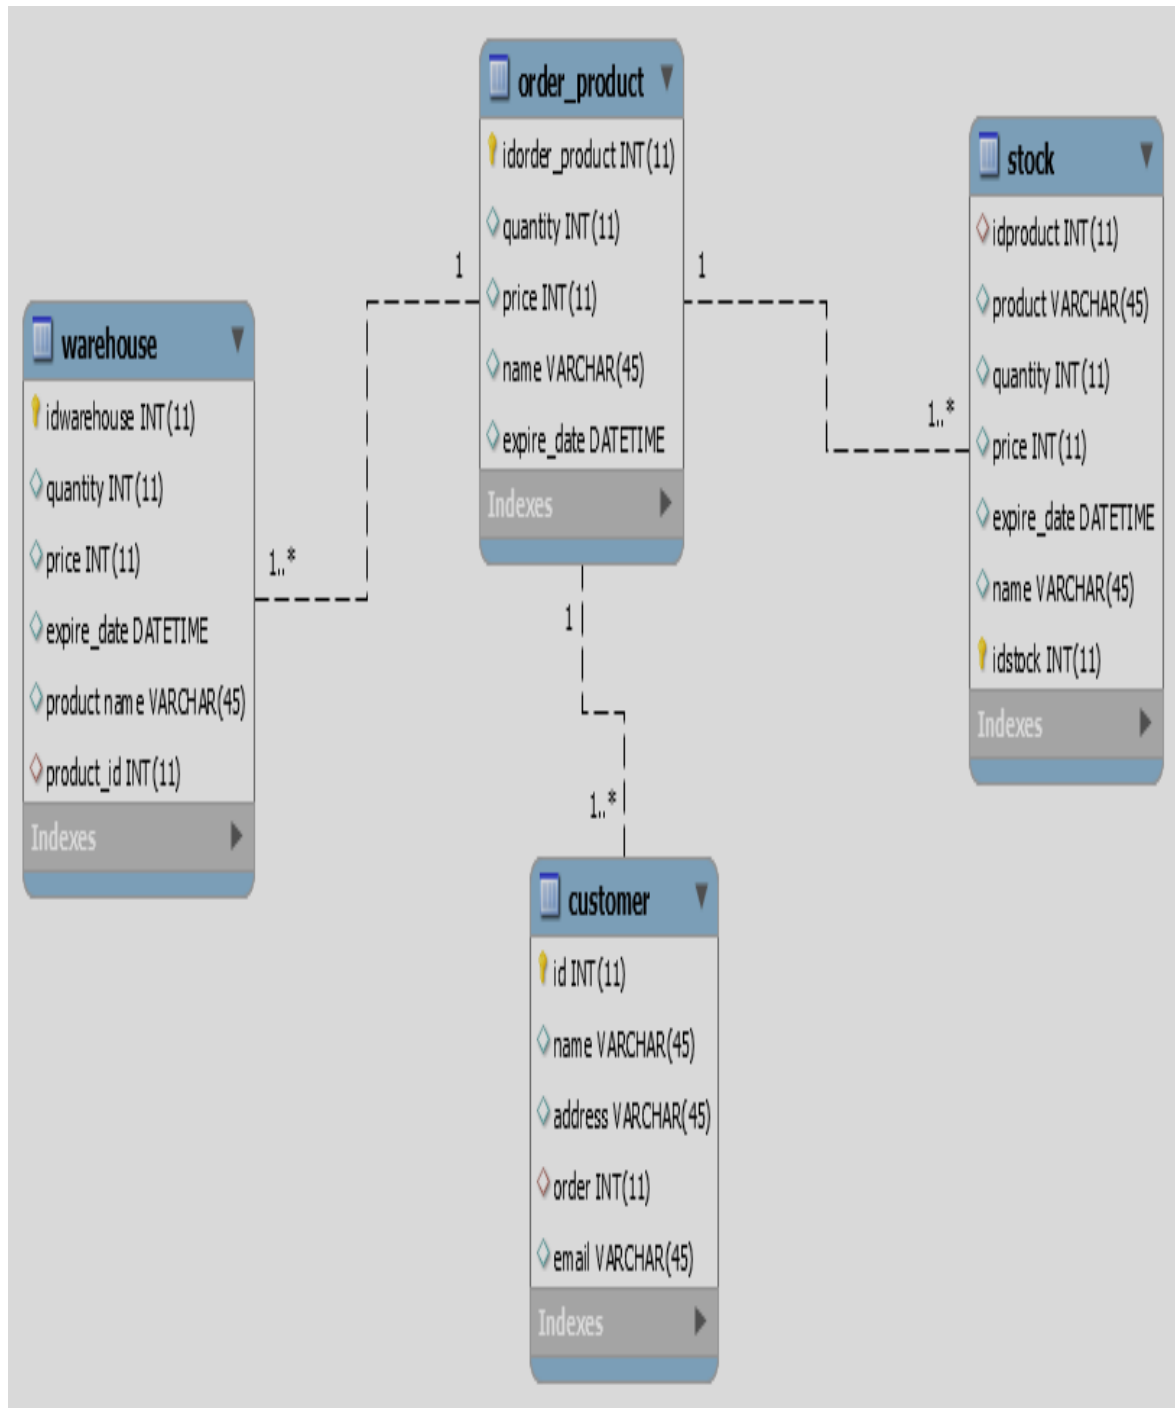 order_product
idorder_product INT(11)
quantity INT(11)
price INT(11)
name VARCHAR(45)
expire_date DATETIME
Indexes
1
1
1
stock
idproduct INT(11)
product VARCHAR(45)
quantity INT(11)
price INT(11)
expire_date DATETIME
name VARCHAR(45)
idstock INT(11)
Indexes
1..*
warehouse
idwarehouse INT(11)
quantity INT(11)
price INT(11)
expire_date DATETIME
product name VARCHAR(45)
product_id INT(11)
Indexes
1..*
1..*
customer
id INT(11)
name VARCHAR(45)
address VARCHAR(45)
order INT(11)
email VARCHAR(45)
Indexes